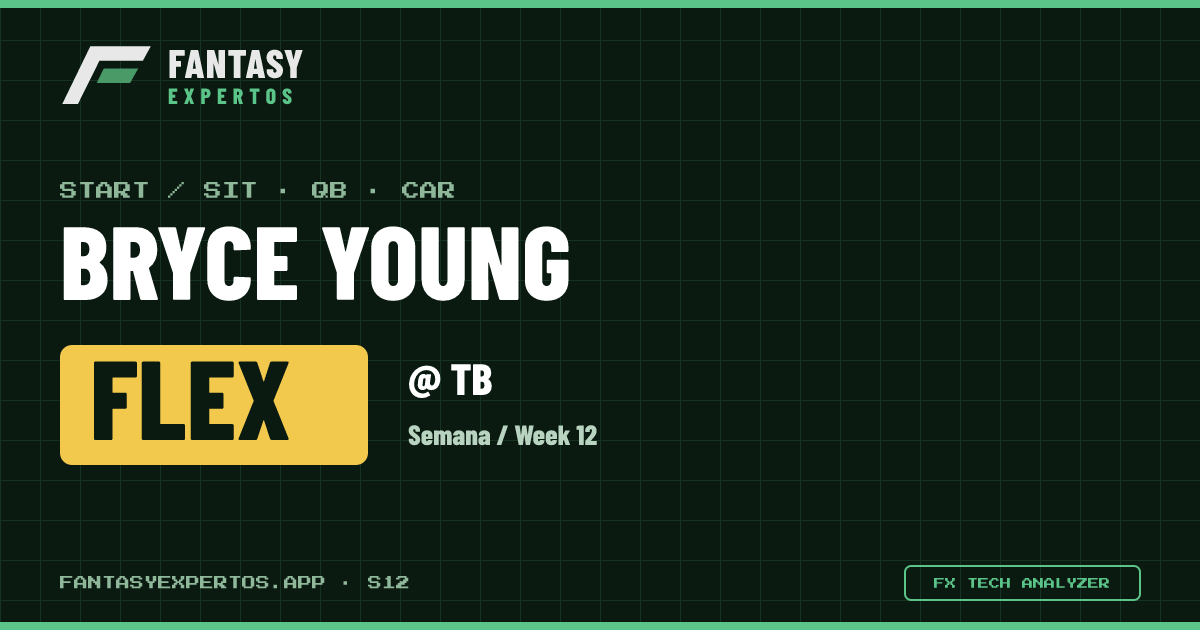 FANTASY
EXPERTOS
START / SIT · QB · CAR
BRYCE YOUNG
FLEX
@ TB
Semana / Week 12
FANTASYEXPERTOS.APP · S12
FX TECH ANALYZER